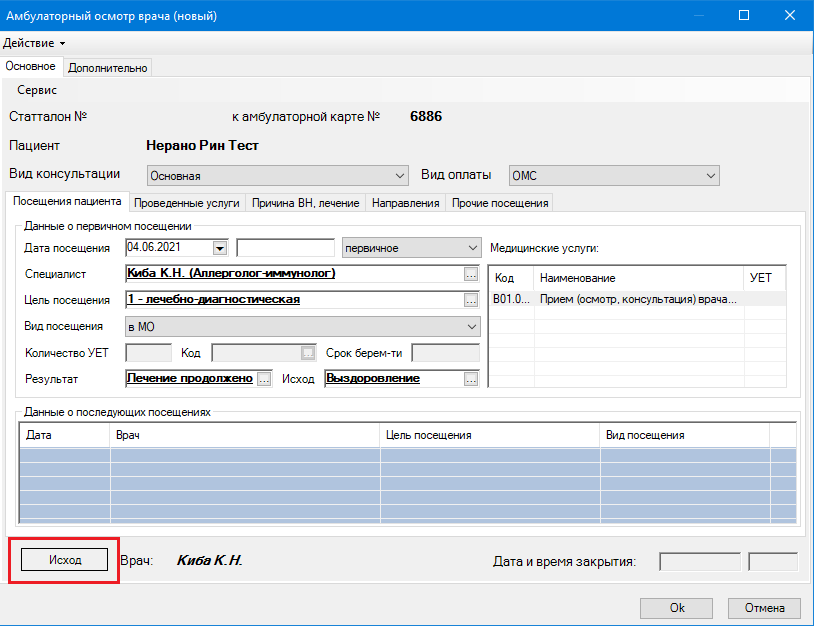 Амбулаторный осмотр врача (новый)
Действие
Основное Дополнительно
Сервис
Статталон № к амбулаторной карте № 6886
Пациент Нерано Рин Тест
Вид консультации Основная Вид оплаты ОМС
Посещения пациента Проведенные услуги Причина ВН, лечение Направления Прочие посещения
Данные о первичном посещении
Дата посещения 04.06.2021 первичное Медицинские услуги:
Специалист Киба К.Н. (Аллерголог-иммунолог) Код Наименование УЕТ
Цель посещения 1 - лечебно-диагностическая B01.0... Прием (осмотр, консультация) врача...
Вид посещения в МО
Количество УЕТ Код Срок берем-ти
Результат Лечение продолжено Исход Выздоровление
Данные о последующих посещениях
Дата Врач Цель посещения Вид посещения
Исход Врач: Киба К.Н. Дата и время закрытия:
Ok Отмена